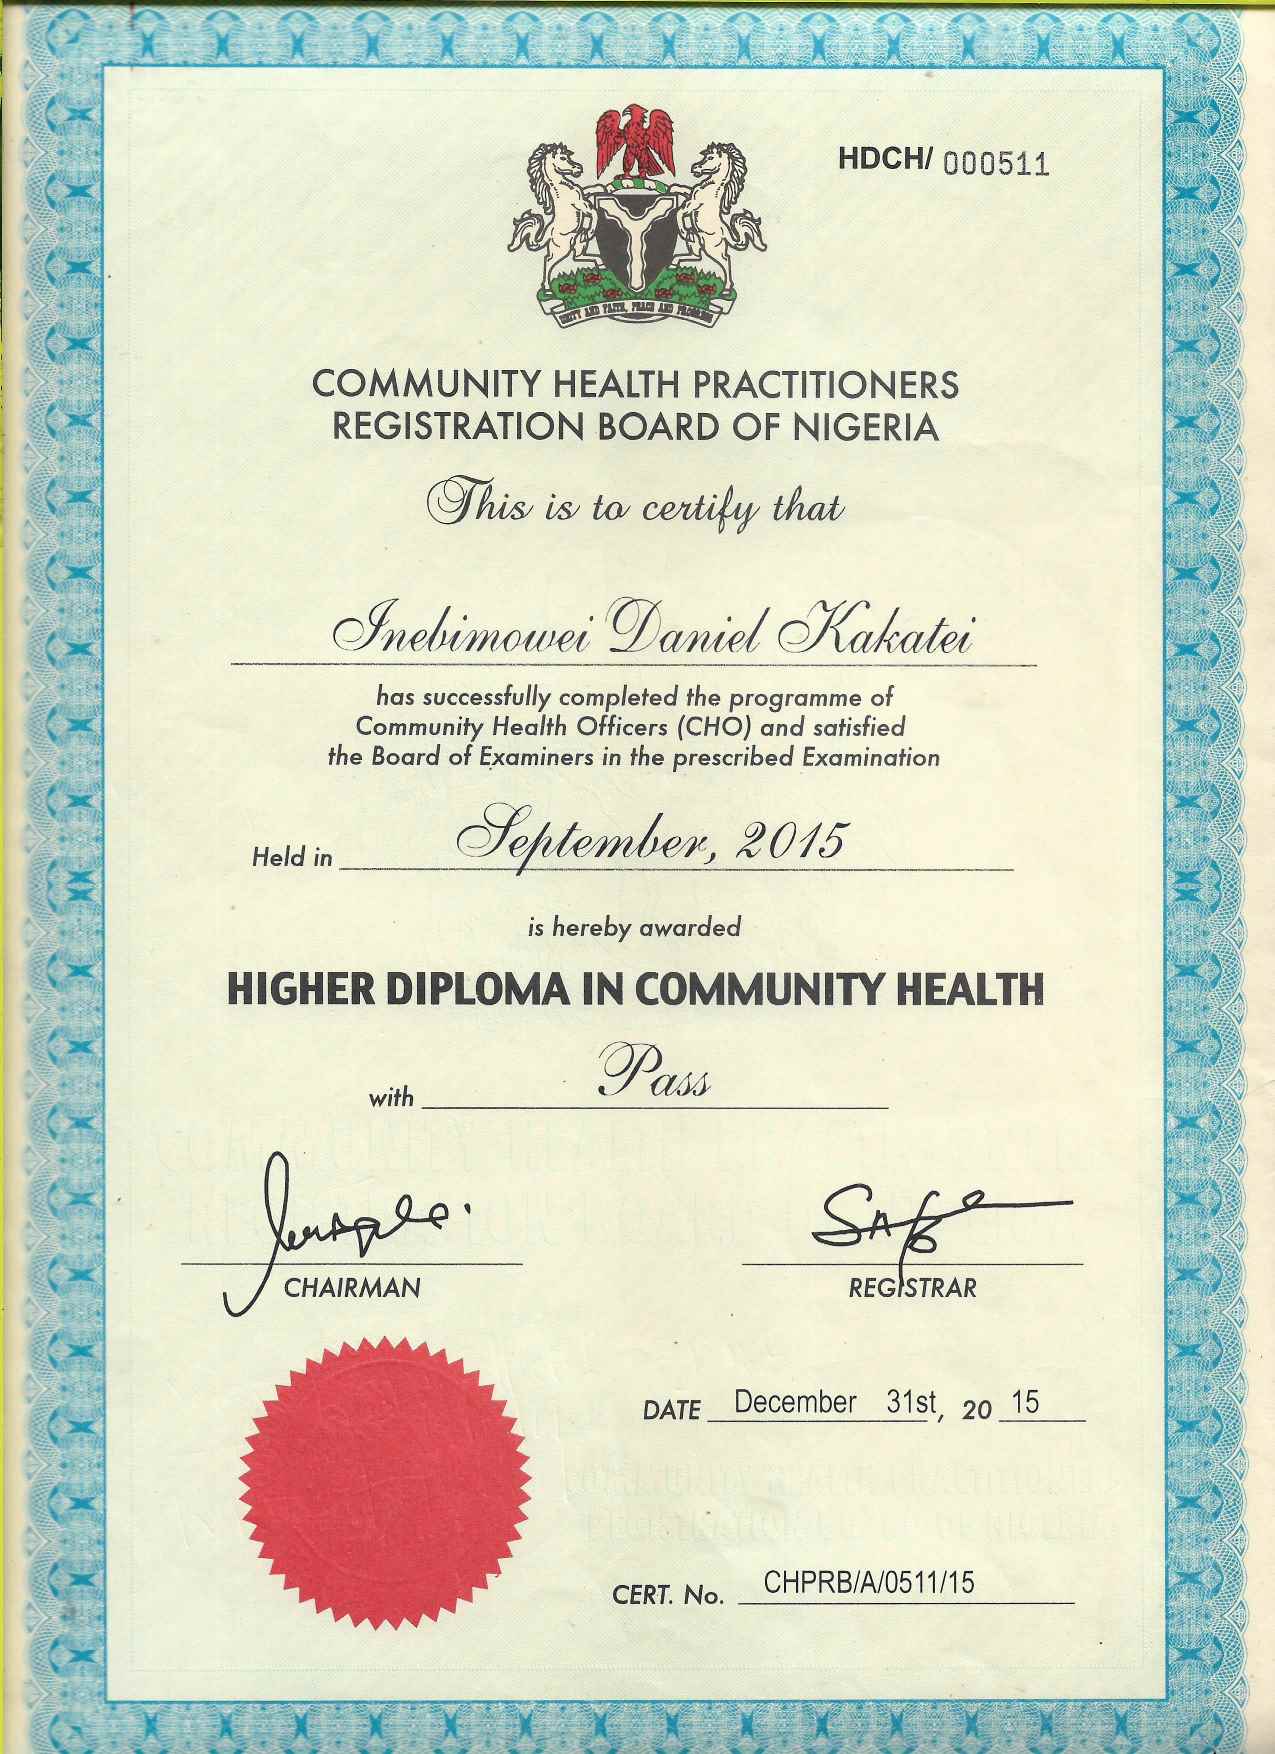 HDCH/ 000511
UNITY AND FAITH, PEACE AND PROGRESS
COMMUNITY HEALTH PRACTITIONERS
REGISTRATION BOARD OF NIGERIA
This is to certify that
Inebimowei Daniel Kakatei
has successfully completed the programme of
Community Health Officers (CHO) and satisfied
the Board of Examiners in the prescribed Examination
Held in September, 2015
is hereby awarded
HIGHER DIPLOMA IN COMMUNITY HEALTH
with Pass
CHAIRMAN REGISTRAR
DATE December 31st, 20 15
CERT. No. CHPRB/A/0511/15